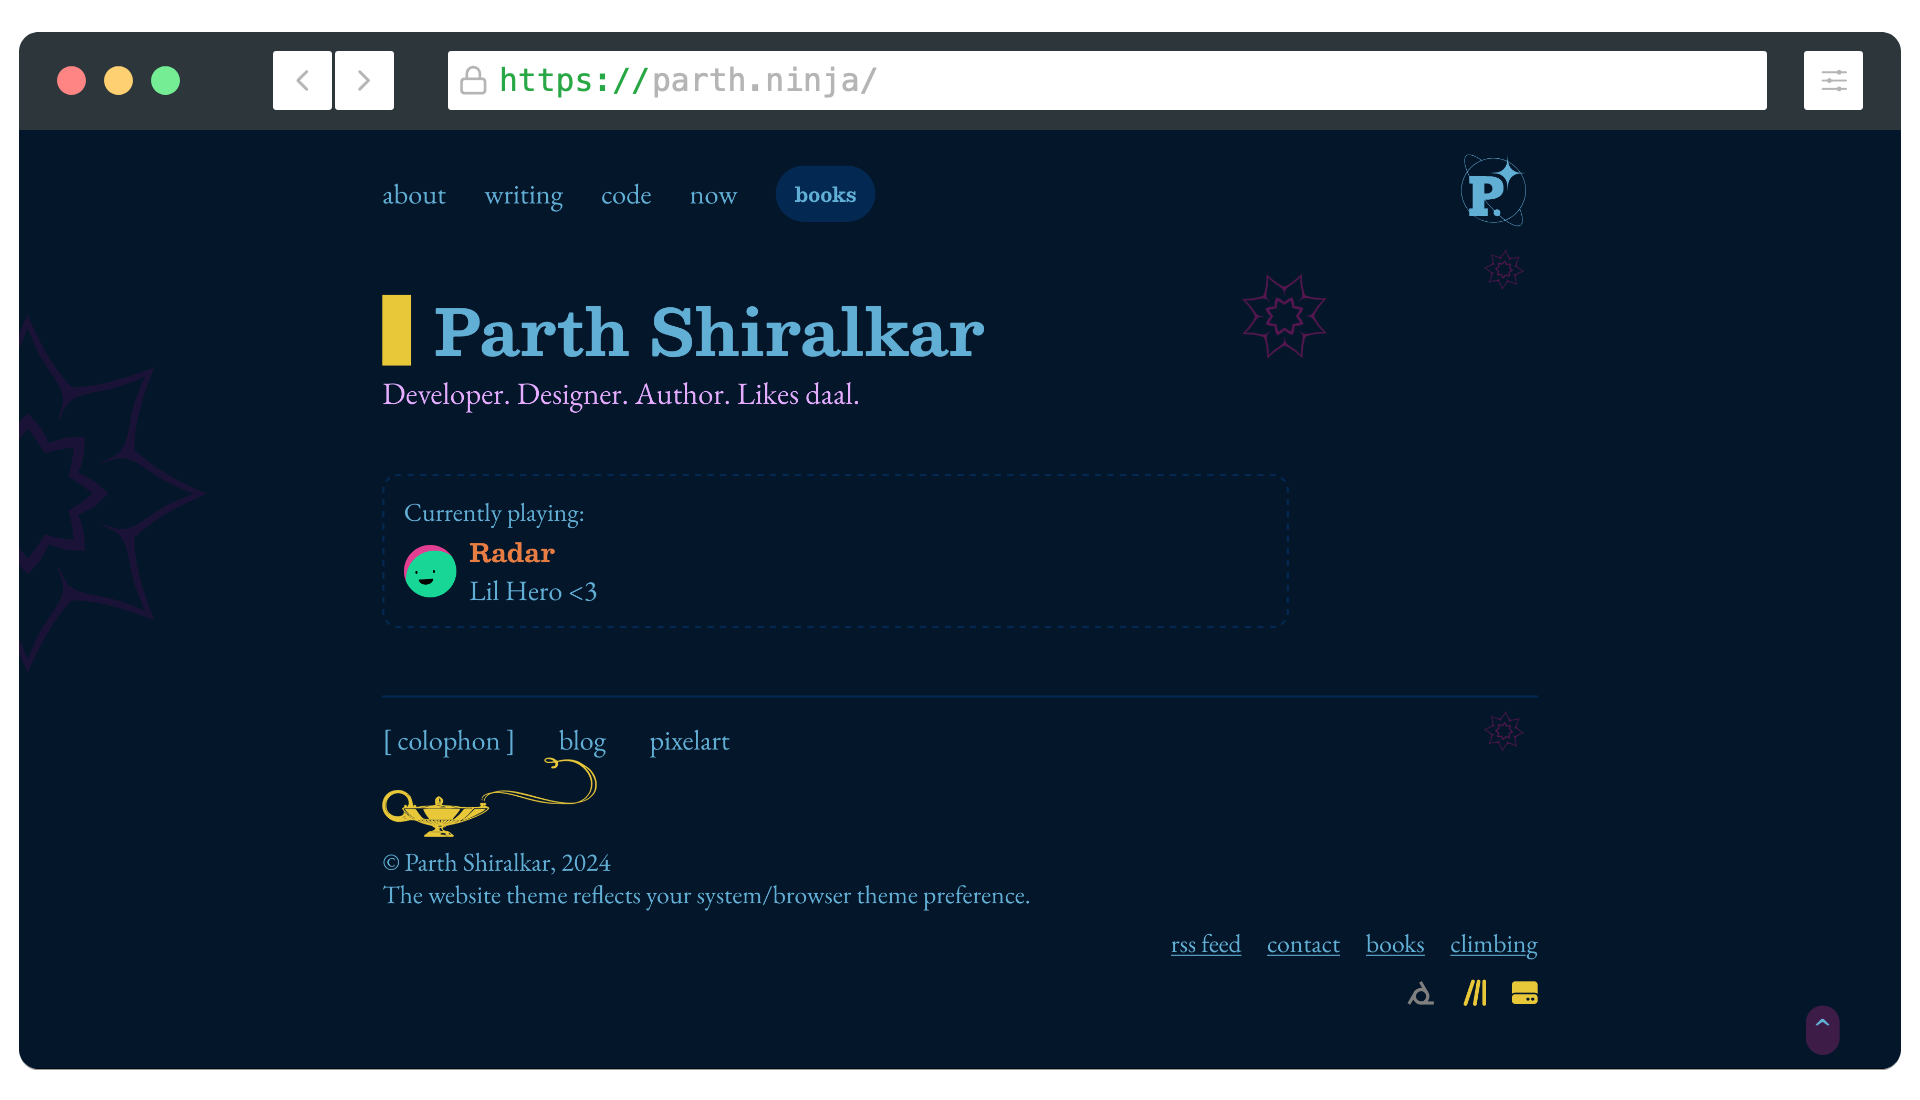 https://parth.ninja/
about writing code now books
P
Parth Shiralkar
Developer. Designer. Author. Likes daal.
Currently playing:
Radar
Lil Hero <3
[ colophon ] blog pixelart
© Parth Shiralkar, 2024
The website theme reflects your system/browser theme preference.
rss feed contact books climbing